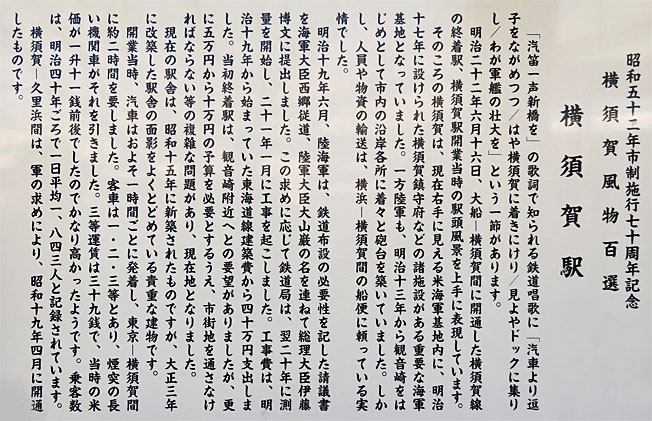 昭和五十二年市制施行七十周年記念
横須賀風物百選
横須賀駅
「汽笛一声新橋を」の歌詞で知られる鉄道唱歌に「汽車より逗
子をながめつつ／はや横須賀に着きにけり／見よやドックに集り
し／わが軍艦の壮大を」という一節があります。
明治二十二年六月十六日、大船―横須賀間に開通した横須賀線
の終着駅、横須賀駅開業当時の駅頭風景を上手に表現しています。
そのころの横須賀は、現在右手に見える米海軍基地内に、明治
十七年に設けられた横須賀鎮守府などの諸施設がある重要な海軍
基地となっていました。一方陸軍も、明治十三年から観音崎をは
じめとして市内の沿岸各所に着々と砲台を築いていました。しか
し、人員や物資の輸送は、横浜―横須賀間の船便に頼っている実
情でした。
明治十九年六月、陸海軍は、鉄道布設の必要性を記した請議書
を海軍大臣西郷従道、陸軍大臣大山巌の名を連ねて総理大臣伊藤
博文に提出しました。この求めに応じて鉄道局は、翌二十年に測
量を開始し、二十一年一月に工事を起こしました。工事費は、明
治十九年から始まっていた東海道線建築費から四十万円支出しま
した。当初終着駅は、観音崎附近へとの要望がありましたが、更
に五万円から十万円の予算を必要とするうえ、市街地を通さなけ
ればならない等の複雑な問題があり、現在地となりました。
現在の駅舎は、昭和十五年に新築されたものですが、大正三年
に改築した駅舎の面影をよくとどめている貴重な建物です。
開業当時、汽車はおよそ一時間ごとに発着し、東京―横須賀間
に約二時間を要しました。客車は一・二・三等とあり、煙突の長
い機関車がそれを引きました。三等運賃は三十九銭で、当時の米
価が一升十一銭前後でしたのでかなり高かったようです。乗客数
は、明治四十年ごろで一日平均一、八四三人と記録されています。
横須賀―久里浜間は、軍の求めにより、昭和十九年四月に開通
したものです。